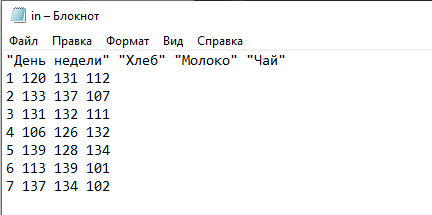 in – Блокнот
Файл Правка Формат Вид Справка
"День недели" "Хлеб" "Молоко" "Чай"
1 120 131 112
2 133 137 107
3 131 132 111
4 106 126 132
5 139 128 134
6 113 139 101
7 137 134 102